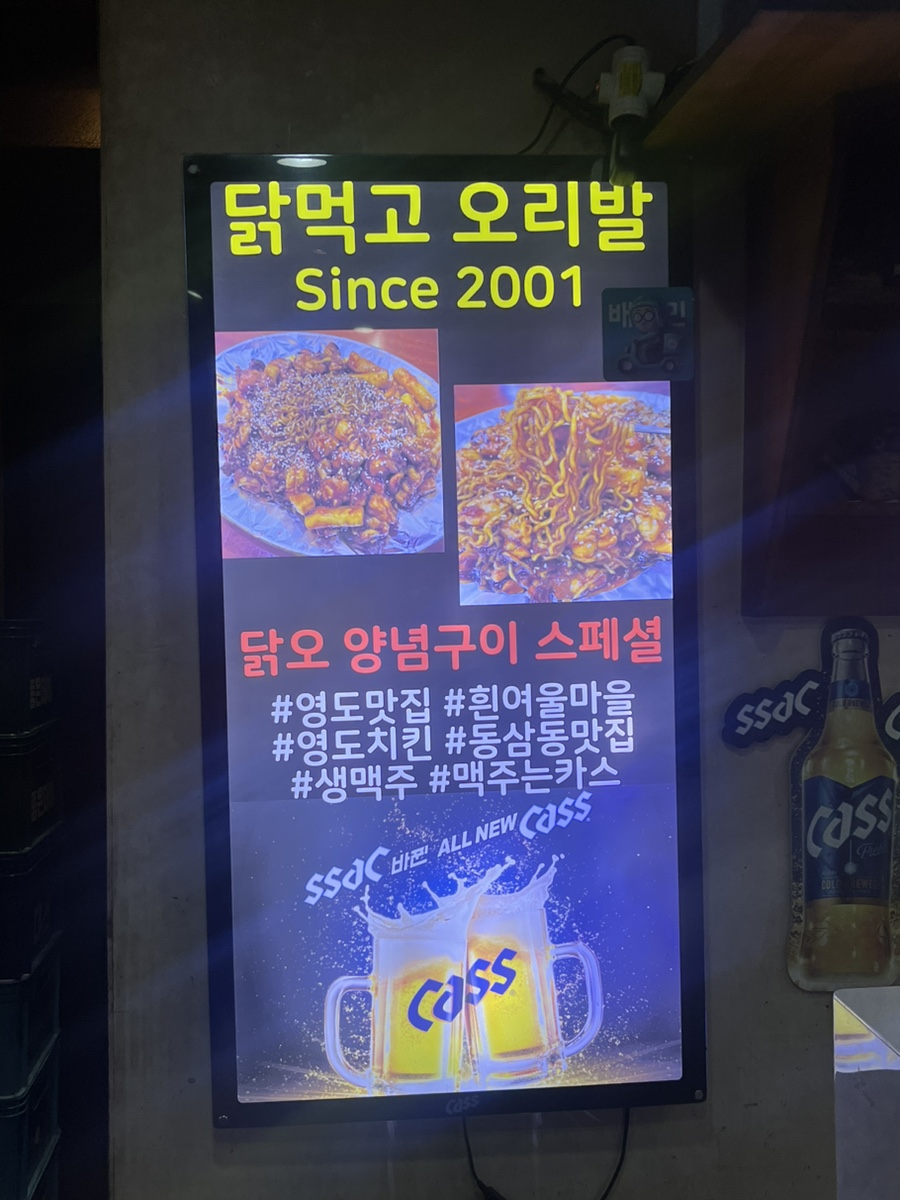 닭먹고 오리발
Since 2001
닭오 양념구이 스페셜
#영도맛집 #흰여울마을
#영도치킨 #동삼동맛집
#생맥주 #맥주는카스
ssac 바뀐 ALL NEW Cass
Cass
Cass
ssac
Cass
Fresh